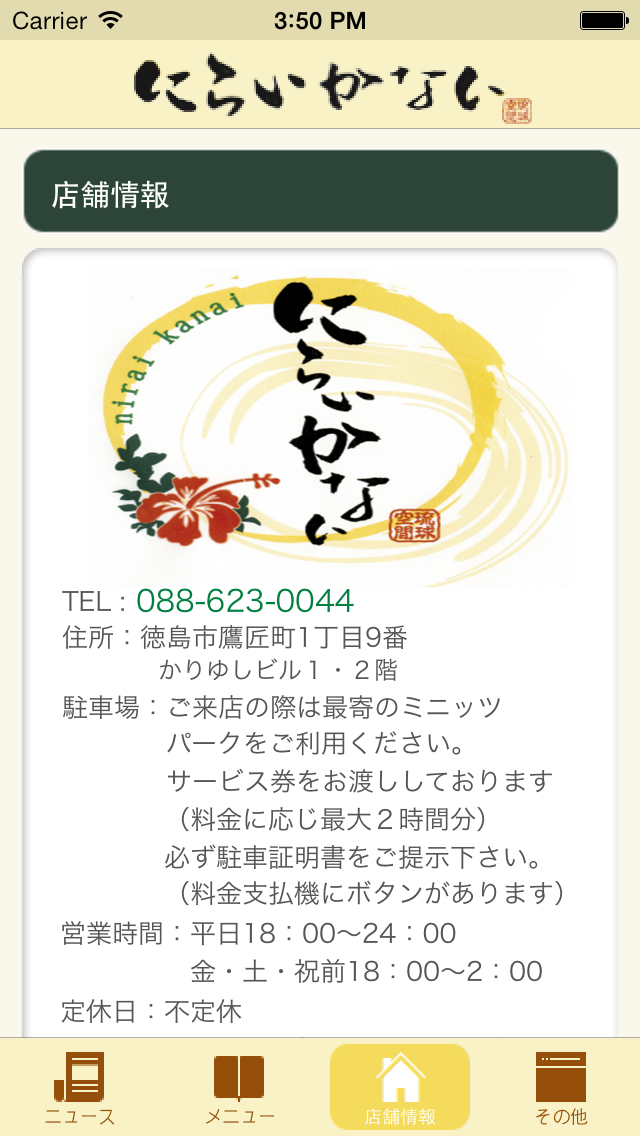 Carrier 3:50 PM
にらいかない
琉球空間
店舗情報
nirai kanai
にらいかない
琉球空間
TEL : 088-623-0044
住所：徳島市鷹匠町1丁目9番
かりゆしビル１・２階
駐車場：ご来店の際は最寄のミニッツ
パークをご利用ください。
サービス券をお渡ししております
（料金に応じ最大２時間分）
必ず駐車証明書をご提示下さい。
（料金支払機にボタンがあります）
営業時間：平日18：00〜24：00
金・土・祝前18：00〜2：00
定休日：不定休
ニュース メニュー 店舗情報 その他